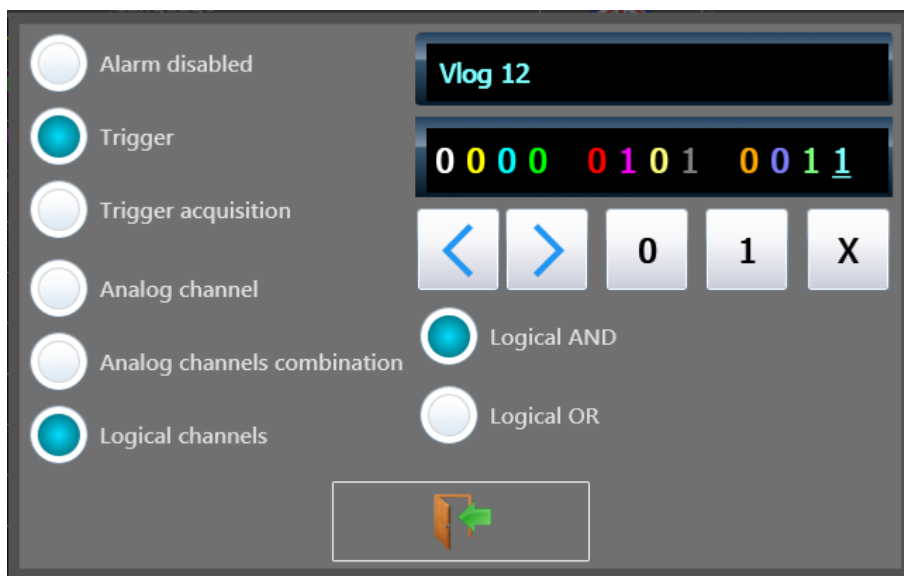 Alarm disabled
Trigger
Trigger acquisition
Analog channel
Analog channels combination
Logical channels
Vlog 12
0 0 0 0 0 1 0 1 0 0 1 1
0 1 X
Logical AND
Logical OR